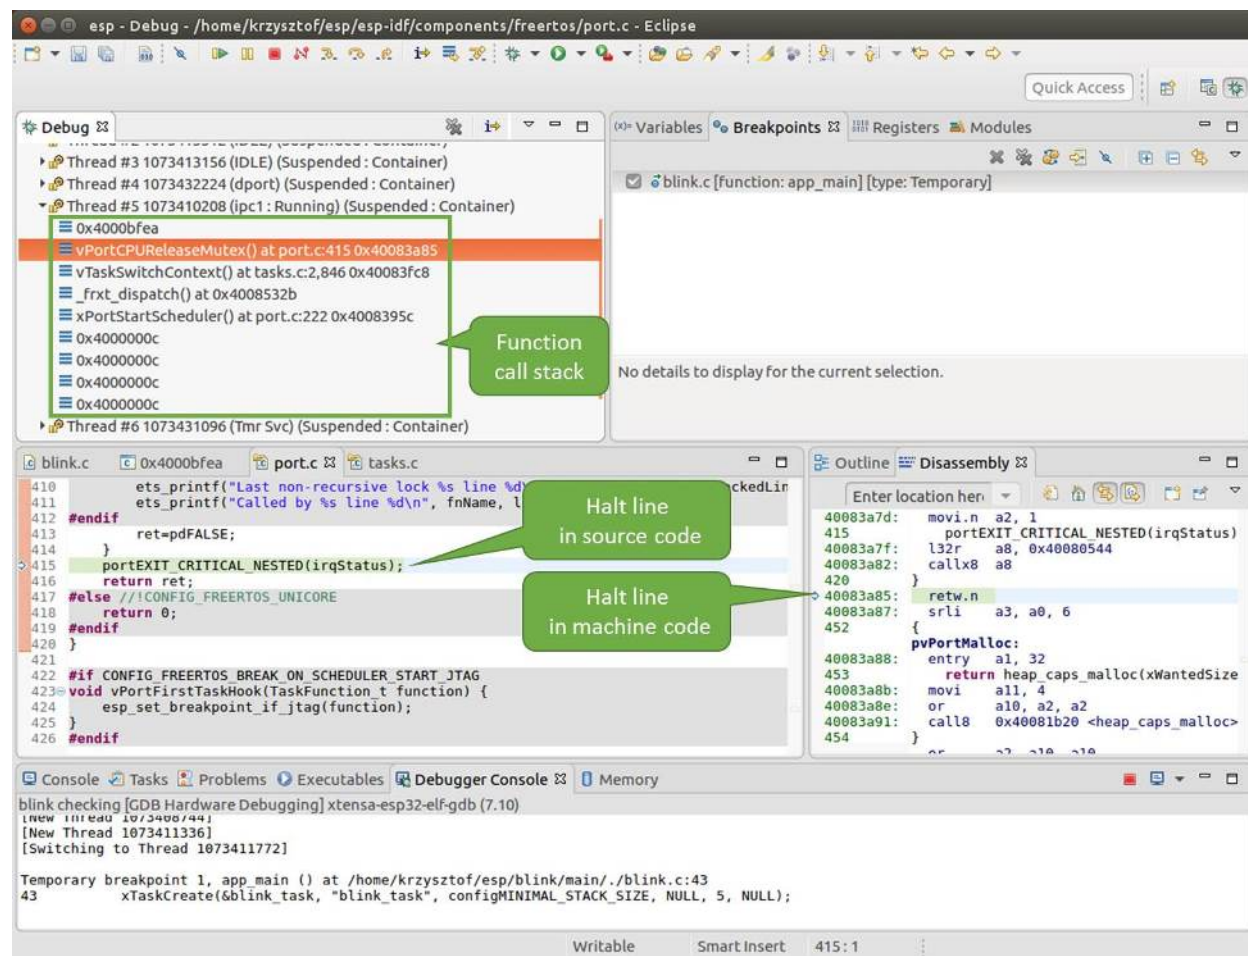 esp - Debug - /home/krzysztof/esp/esp-idf/components/freertos/port.c - Eclipse
Quick Access
Debug
Thread #3 1073413156 (IDLE) (Suspended : Container)
Thread #4 1073432224 (dport) (Suspended : Container)
Thread #5 1073410208 (ipc1 : Running) (Suspended : Container)
0x4000bfea
vPortCPUReleaseMutex() at port.c:415 0x40083a85
vTaskSwitchContext() at tasks.c:2,846 0x40083fc8
_frxt_dispatch() at 0x4008532b
xPortStartScheduler() at port.c:222 0x4008395c
0x4000000c
0x4000000c
0x4000000c
0x4000000c
Thread #6 1073431096 (Tmr Svc) (Suspended : Container)
Function
call stack
(x)= Variables Breakpoints Registers Modules
blink.c [function: app_main] [type: Temporary]
No details to display for the current selection.
blink.c 0x4000bfea port.c tasks.c
410 ets_printf("Last non-recursive lock %s line %d\ ckedLin
411 ets_printf("Called by %s line %d\n", fnName, l
412 #endif
413 ret=pdFALSE;
414 }
415 portEXIT_CRITICAL_NESTED(irqStatus);
416 return ret;
417 #else //!CONFIG_FREERTOS_UNICORE
418 return 0;
419 #endif
420 }
421
422 #if CONFIG_FREERTOS_BREAK_ON_SCHEDULER_START_JTAG
423 void vPortFirstTaskHook(TaskFunction_t function) {
424 esp_set_breakpoint_if_jtag(function);
425 }
426 #endif
Halt line
in source code
Halt line
in machine code
Outline Disassembly
Enter location her
40083a7d: movi.n a2, 1
415 portEXIT_CRITICAL_NESTED(irqStatus)
40083a7f: l32r a8, 0x40080544
40083a82: callx8 a8
420 }
40083a85: retw.n
40083a87: srli a3, a0, 6
452 {
pvPortMalloc:
40083a88: entry a1, 32
453 return heap_caps_malloc(xWantedSize
40083a8b: movi a11, 4
40083a8e: or a10, a2, a2
40083a91: call8 0x40081b20 <heap_caps_malloc>
454 }
or a2, a10, a10
Console Tasks Problems Executables Debugger Console Memory
blink checking [GDB Hardware Debugging] xtensa-esp32-elf-gdb (7.10)
[New Thread 1073408744]
[New Thread 1073411336]
[Switching to Thread 1073411772]
Temporary breakpoint 1, app_main () at /home/krzysztof/esp/blink/main/./blink.c:43
43 xTaskCreate(&blink_task, "blink_task", configMINIMAL_STACK_SIZE, NULL, 5, NULL);
Writable Smart Insert 415 : 1